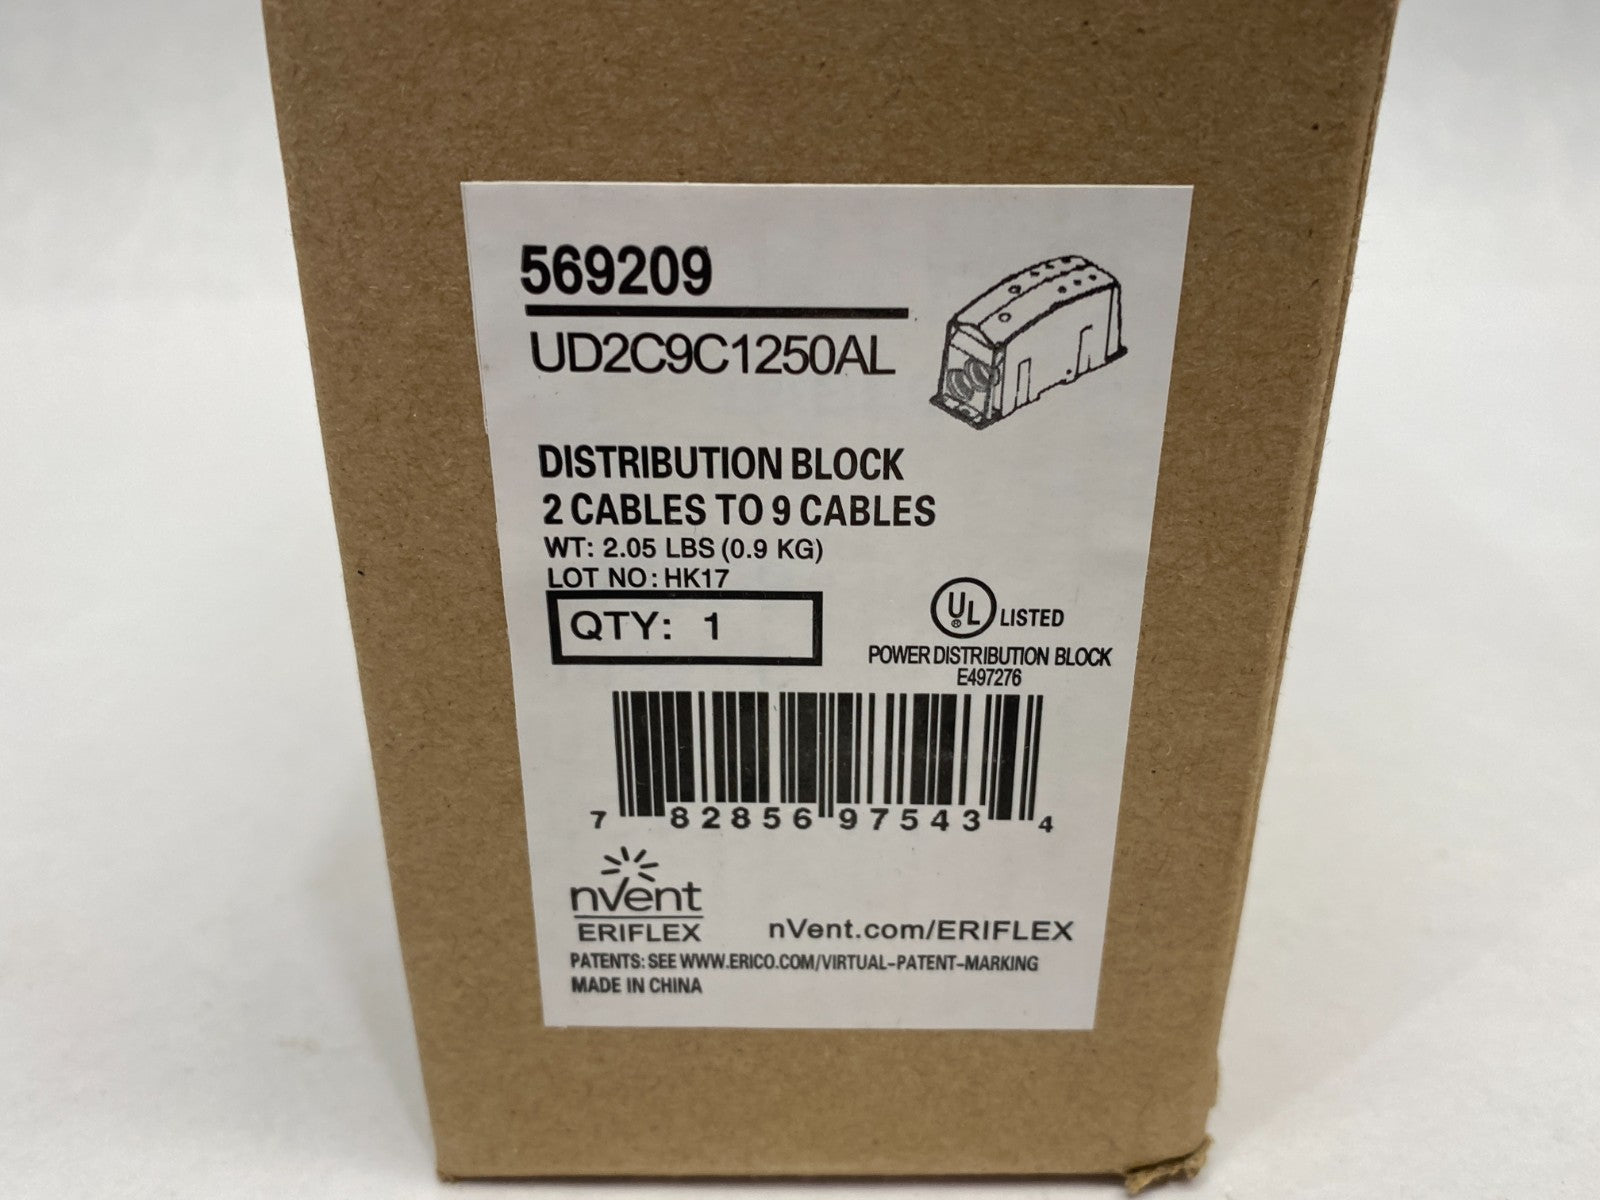 569209
UD2C9C1250AL
DISTRIBUTION BLOCK
2 CABLES TO 9 CABLES
WT: 2.05 LBS (0.9 KG)
LOT NO: HK17
QTY: 1
UL® LISTED
POWER DISTRIBUTION BLOCK
E497276
7 82856 97543 4
nVent
ERIFLEX
nVent.com/ERIFLEX
PATENTS: SEE WWW.ERICO.COM/VIRTUAL-PATENT-MARKING
MADE IN CHINA